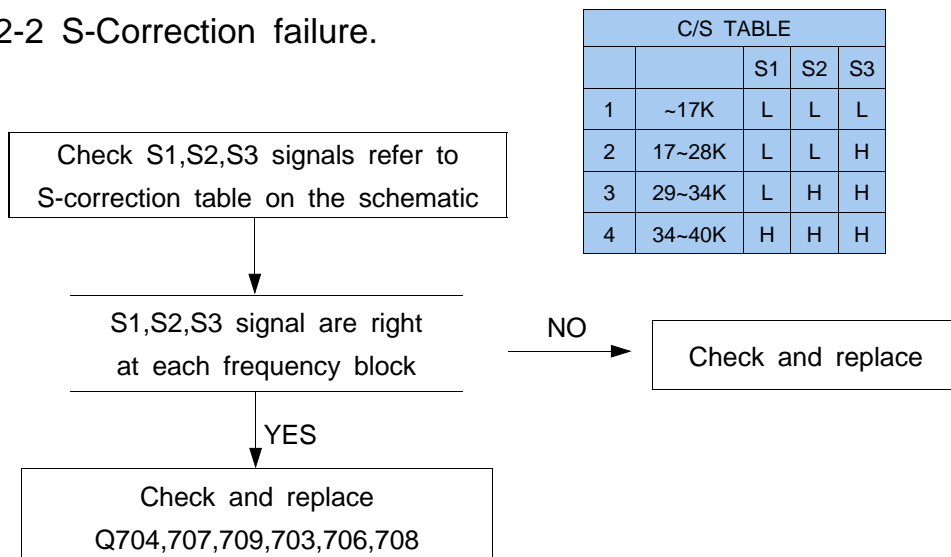 2-2 S-Correction failure.
C/S TABLE
S1 S2 S3
1 ~17K L L L
2 17~28K L L H
3 29~34K L H H
4 34~40K H H H
Check S1,S2,S3 signals refer to
S-correction table on the schematic
S1,S2,S3 signal are right
at each frequency block
NO
Check and replace
YES
Check and replace
Q704,707,709,703,706,708